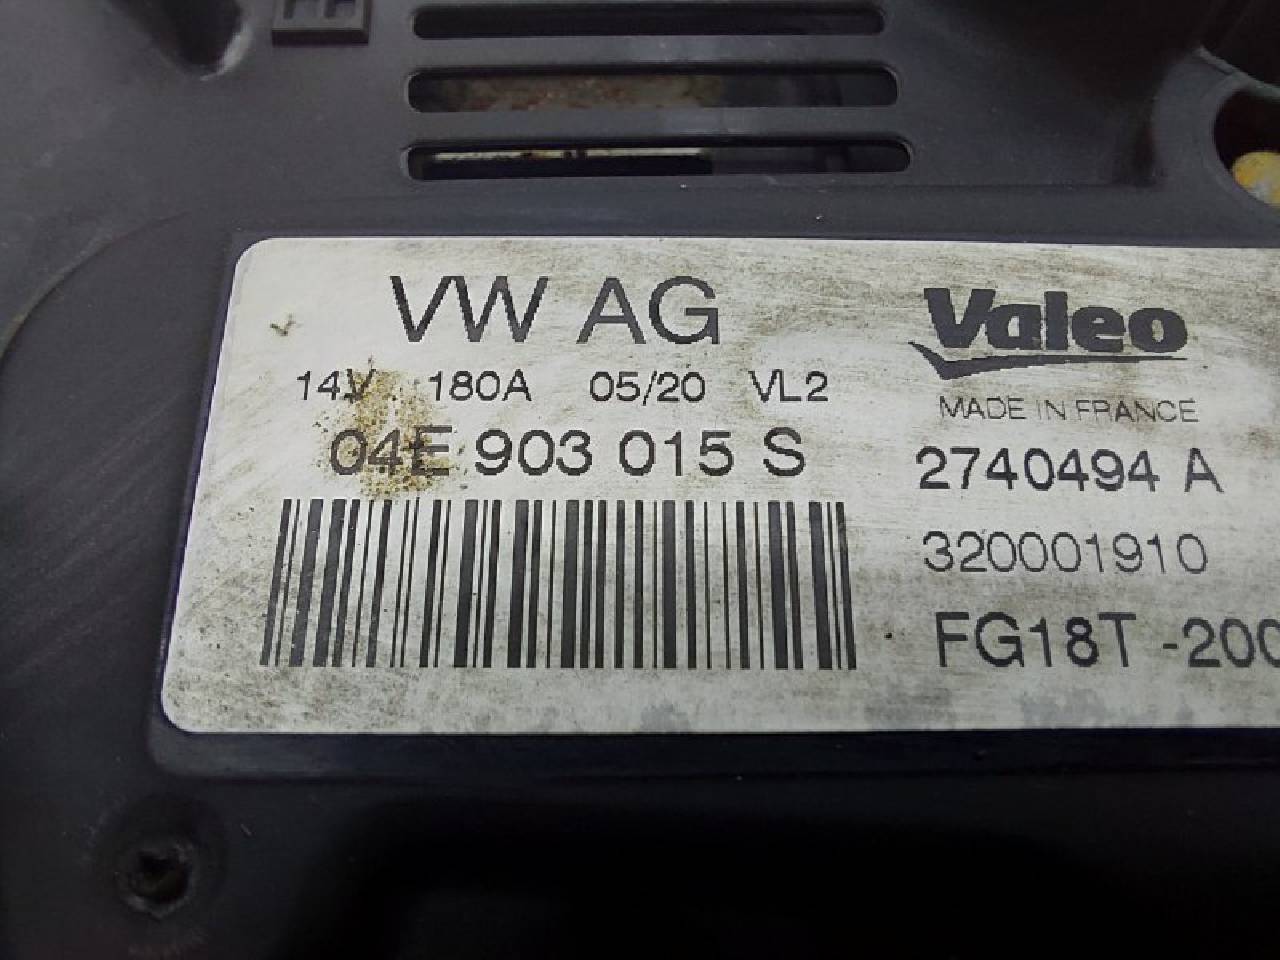 VW AG
14V 180A 05/20 VL2
04E 903 015 S
Valeo
MADE IN FRANCE
2740494 A
320001910
FG18T -200